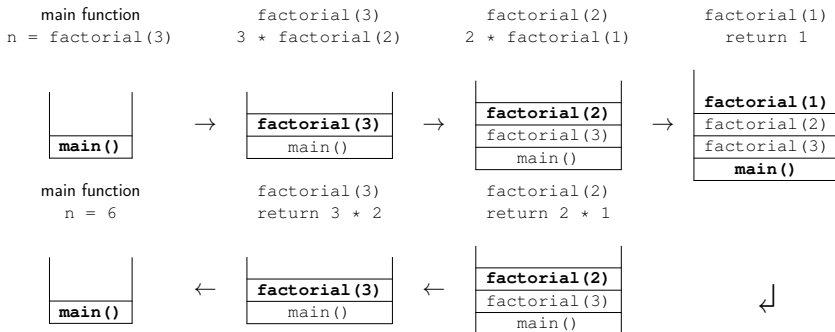 main function
n = factorial(3)
factorial(3)
3 * factorial(2)
factorial(2)
2 * factorial(1)
factorial(1)
return 1
main()
→
factorial(3)
main()
→
factorial(2)
factorial(3)
main()
→
factorial(1)
factorial(2)
factorial(3)
main()
main function
n = 6
factorial(3)
return 3 * 2
factorial(2)
return 2 * 1
main()
←
factorial(3)
main()
←
factorial(2)
factorial(3)
main()